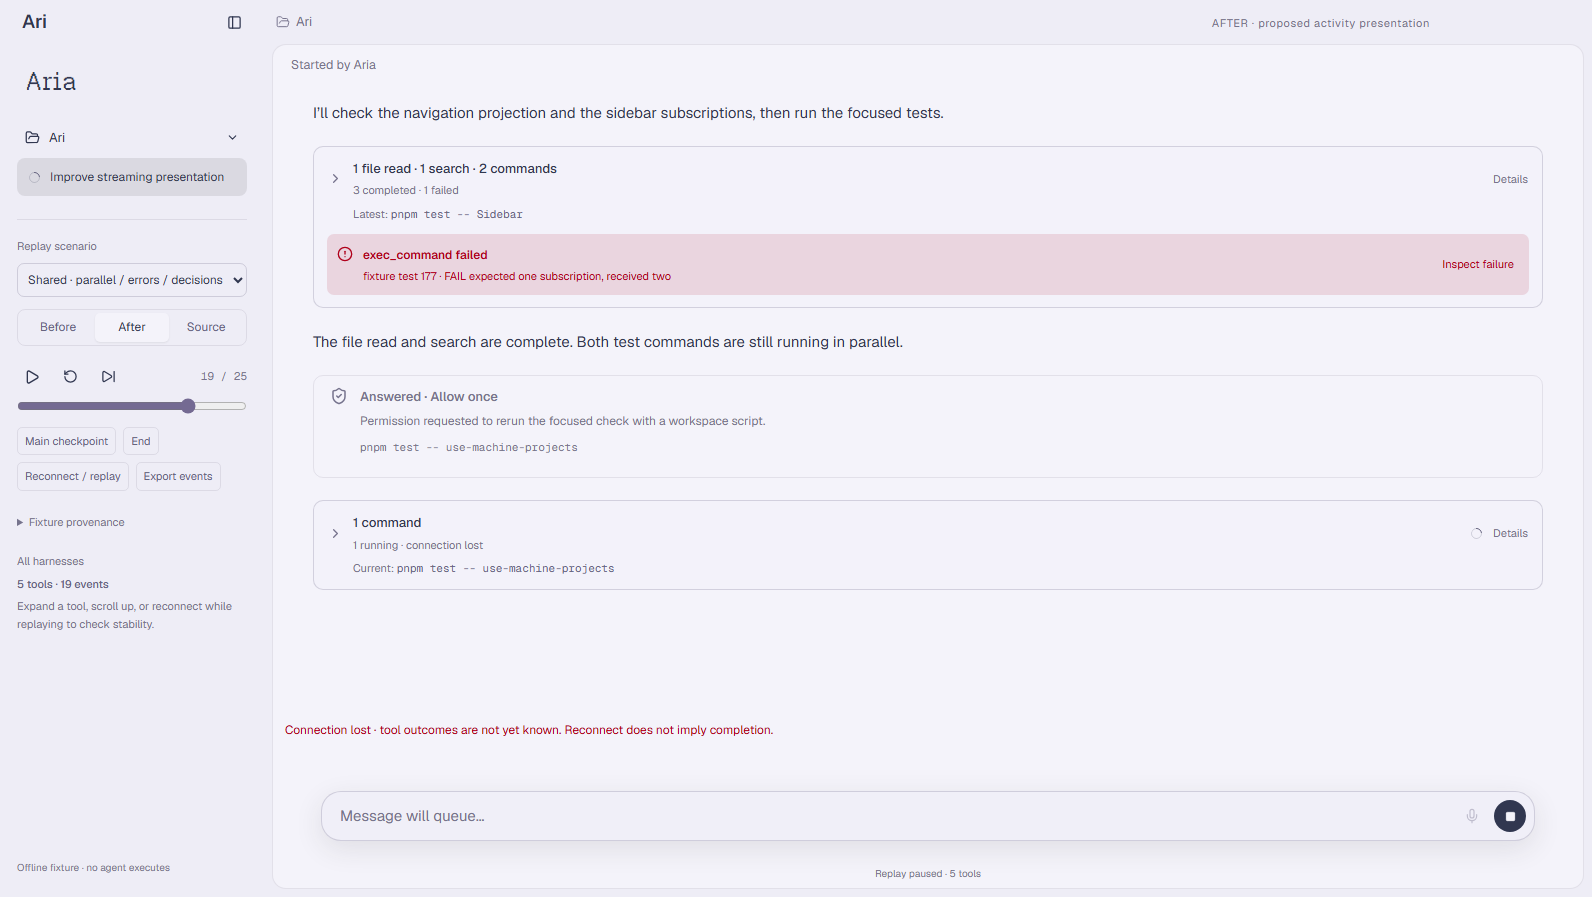 Ari
Aria
Ari
Improve streaming presentation
Replay scenario
Shared · parallel / errors / decisions
Before
After
Source
19 / 25
Main checkpoint
End
Reconnect / replay
Export events
Fixture provenance
All harnesses
5 tools · 19 events
Expand a tool, scroll up, or reconnect while
replaying to check stability.
Offline fixture · no agent executes
Ari
AFTER · proposed activity presentation
Started by Aria
I'll check the navigation projection and the sidebar subscriptions, then run the focused tests.
1 file read · 1 search · 2 commands
3 completed · 1 failed
Details
Latest: pnpm test -- Sidebar
exec_command failed
fixture test 177 · FAIL expected one subscription, received two
Inspect failure
The file read and search are complete. Both test commands are still running in parallel.
Answered · Allow once
Permission requested to rerun the focused check with a workspace script.
pnpm test -- use-machine-projects
1 command
1 running · connection lost
Details
Current: pnpm test -- use-machine-projects
Connection lost · tool outcomes are not yet known. Reconnect does not imply completion.
Message will queue...
Replay paused · 5 tools